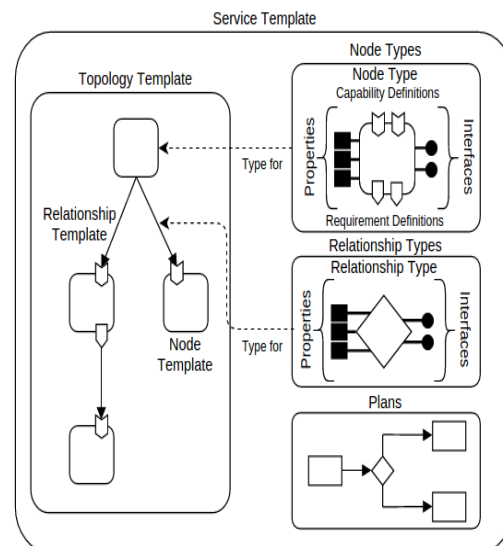 Service Template
Topology Template
Relationship
Template
Node
Template
Node Types
Node Type
Capability Definitions
Properties
Interfaces
Requirement Definitions
Type for
Relationship Types
Relationship Type
Properties
Interfaces
Type for
Plans